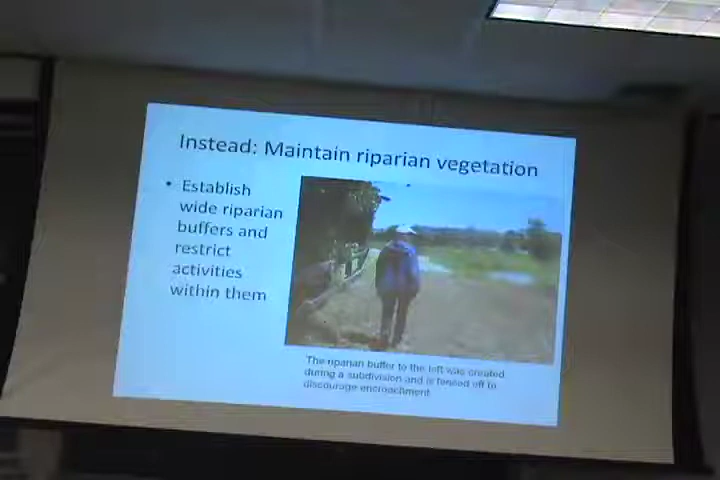 Instead: Maintain riparian vegetation
• Establish
wide riparian
buffers and
restrict
activities
within them
The riparian buffer to the left was created
during a subdivision and is fenced off to
discourage encroachment